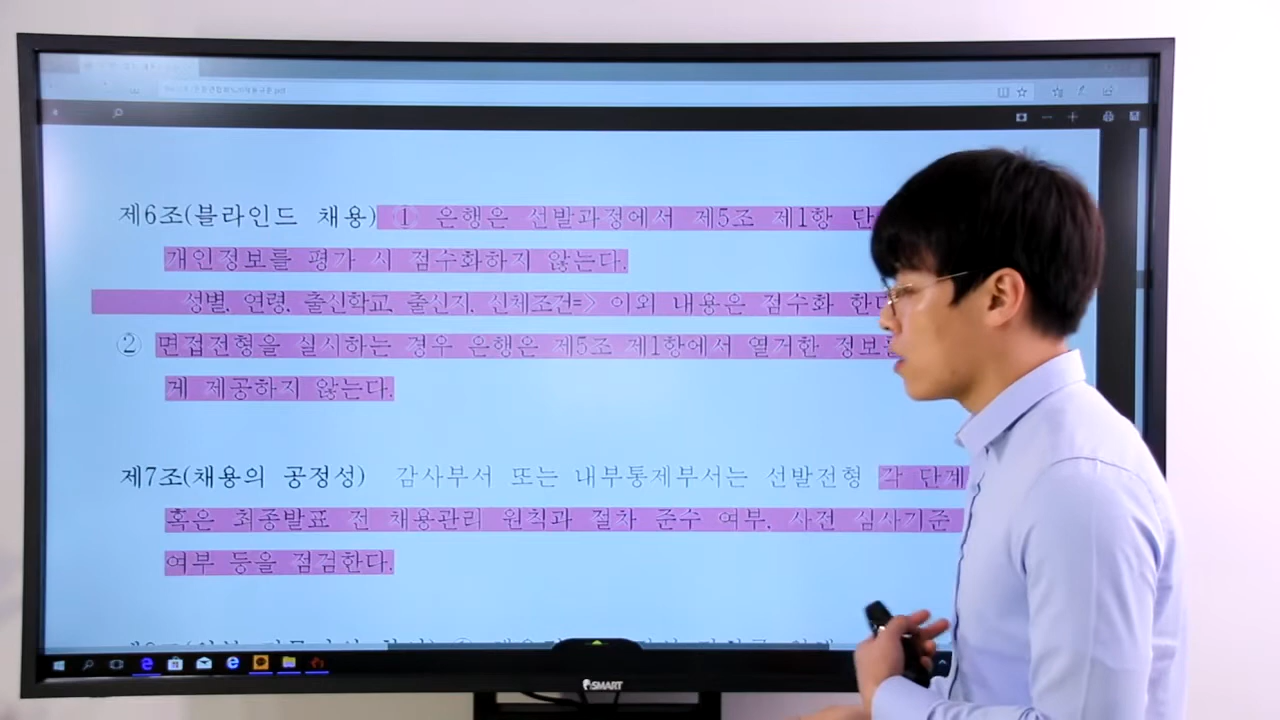 제6조(블라인드 채용) ① 은행은 선발과정에서 제5조 제1항
개인정보를 평가 시 점수화하지 않는다.
성별, 연령, 출신학교, 출신지, 신체조건=> 이외 내용은 점수화
② 면접전형을 실시하는 경우 은행은 제5조 제1항에서 열거한
게 제공하지 않는다.
제7조(채용의 공정성) 감사부서 또는 내부통제부서는 선발전형 각 단계
혹은 최종발표 전 채용관리 원칙과 절차 준수 여부, 사전 심사기준
여부 등을 점검한다.
SMART